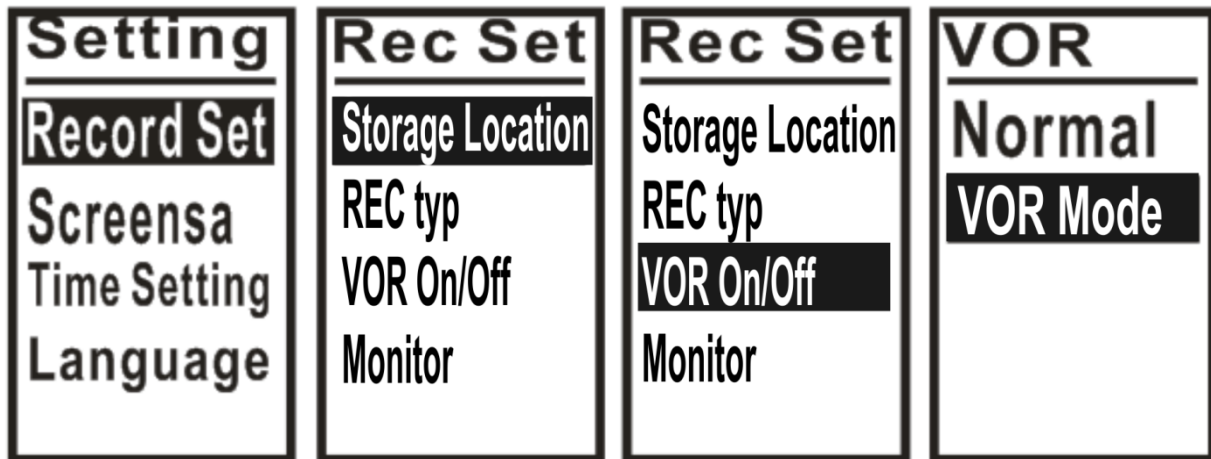 Setting
Record Set
Screensa
Time Setting
Language
Rec Set
Storage Location
REC typ
VOR On/Off
Monitor
Rec Set
Storage Location
REC typ
VOR On/Off
Monitor
VOR
Normal
VOR Mode